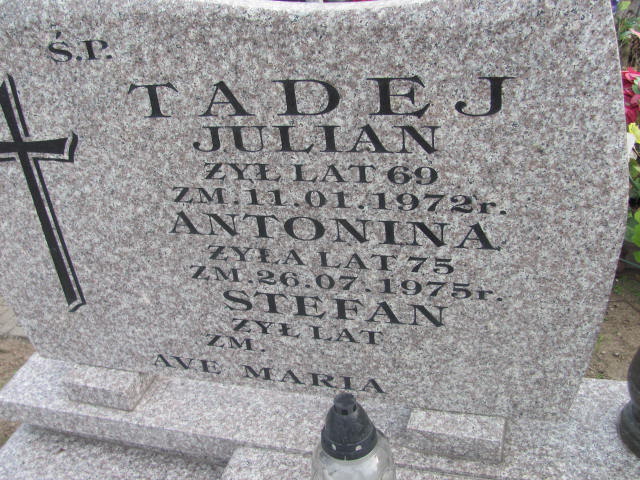 Ś.P.
TADEJ
JULIAN
ŻYŁ LAT 69
ZM. 11.01.1972r.
ANTONINA
ŻYŁA LAT 75
ZM. 26.07.1975r.
STEFAN
ŻYŁ LAT
ZM.
AVE MARIA